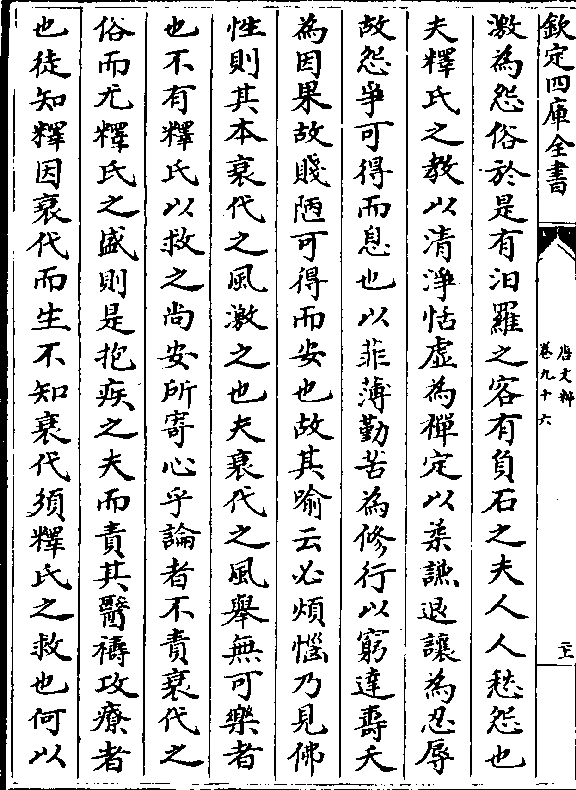 欽定四庫全書
唐文粹
卷九十六
激為怨俗於是有汨羅之客有負石之夫人人愁怨也
夫釋氏之教以清淨恬虛為禪定以柔謙退讓為忍辱
故怨爭可得而息也以菲薄勤苦為修行以窮達壽夭
為因果故賤陋可得而安也故其喻云必煩惱乃見佛
性則其本衰代之風激之也夫衰代之風舉無可樂者
也不有釋氏以救之尚安所寄心乎論者不責衰代之
俗而尤釋氏之盛則是抱疾之夫而責其醫禱攻療者
也徒知釋因衰代而生不知衰代須釋氏之救也何以